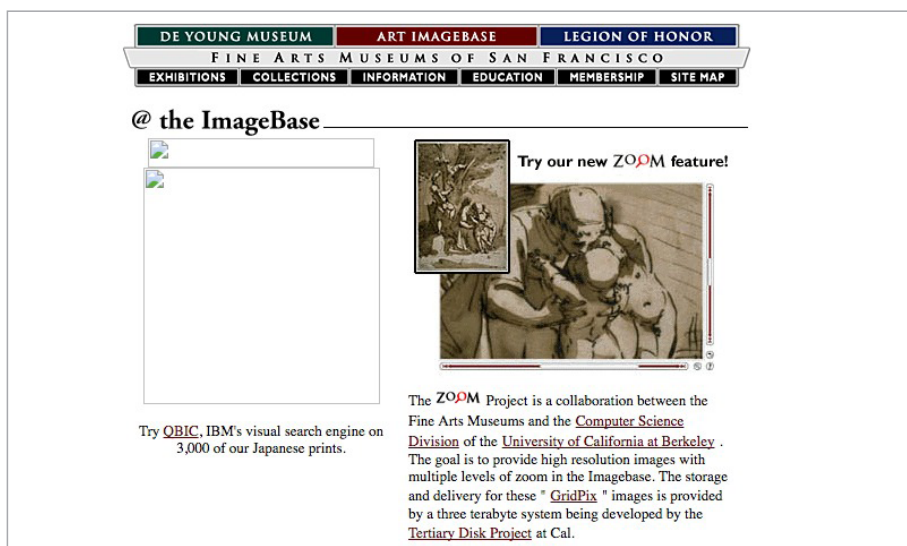 DE YOUNG MUSEUM ART IMAGEBASE LEGION OF HONOR
FINE ARTS MUSEUMS OF SAN FRANCISCO
EXHIBITIONS COLLECTIONS INFORMATION EDUCATION MEMBERSHIP SITE MAP
@ the ImageBase
Try our new ZOOM feature!
Try QBIC, IBM's visual search engine on
3,000 of our Japanese prints.
The ZOOM Project is a collaboration between the
Fine Arts Museums and the Computer Science
Division of the University of California at Berkeley .
The goal is to provide high resolution images with
multiple levels of zoom in the Imagebase. The storage
and delivery for these " GridPix " images is provided
by a three terabyte system being developed by the
Tertiary Disk Project at Cal.